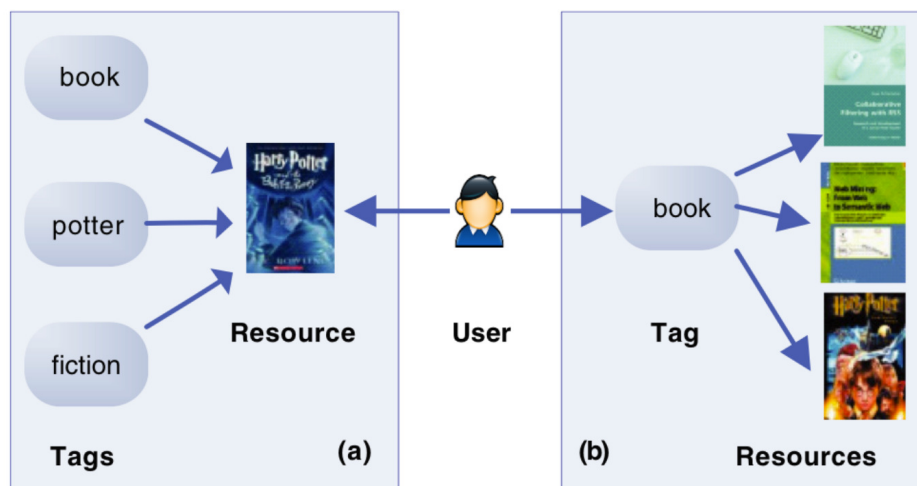 book
potter
fiction
Tags
Harry Potter
Resource
(a)
User
book
Tag
(b)
Collaborative
Filtering with RSS
Web Mining:
From Web
to Semantic Web
Harry Potter
Resources